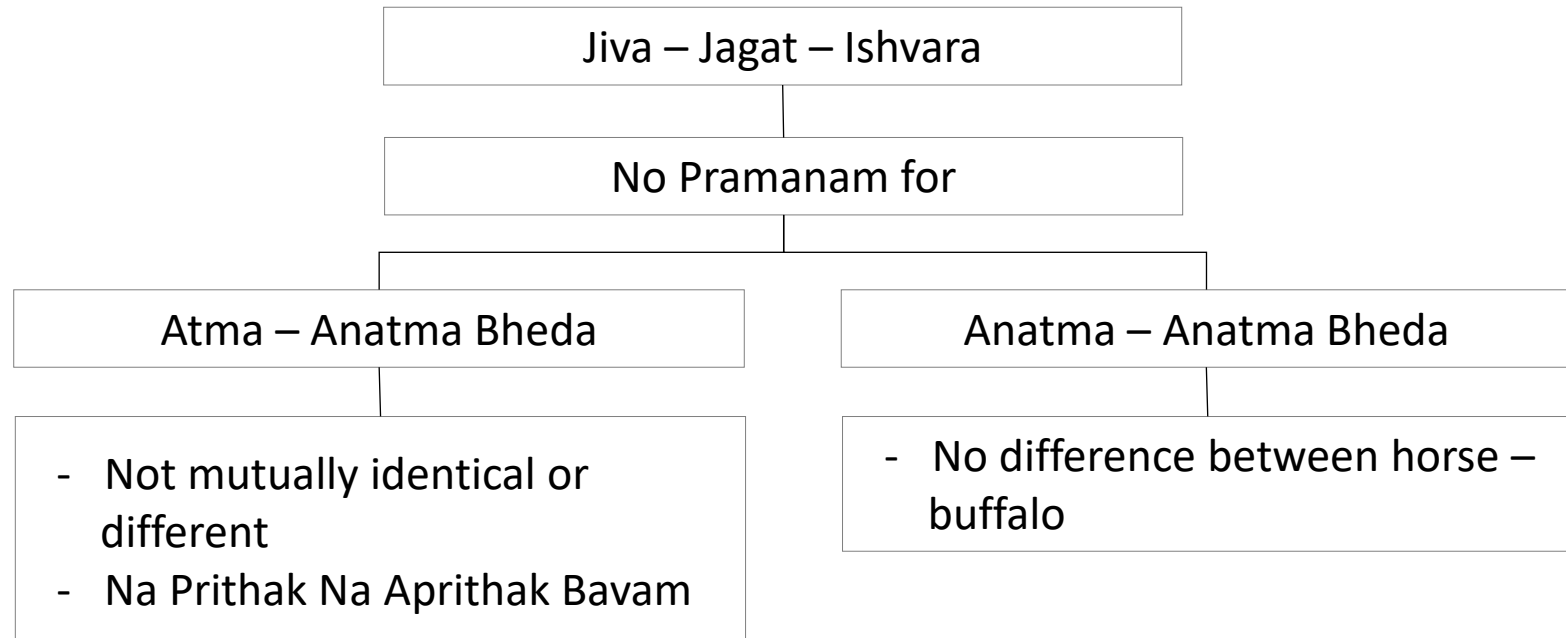 Jiva – Jagat – Ishvara
No Pramanam for
Atma – Anatma Bheda
Anatma – Anatma Bheda
- Not mutually identical or
different
- Na Prithak Na Aprithak Bavam
- No difference between horse –
buffalo